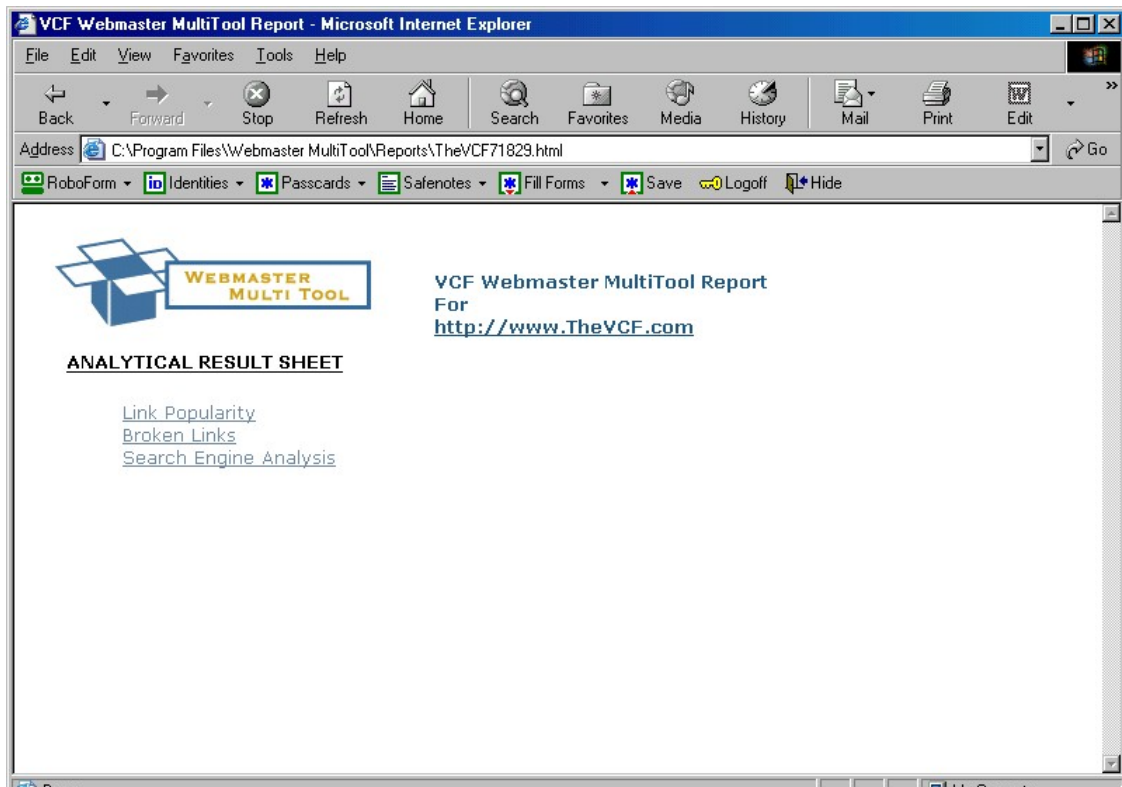 VCF Webmaster MultiTool Report - Microsoft Internet Explorer
File Edit View Favorites Tools Help
Back Forward Stop Refresh Home Search Favorites Media History Mail Print Edit »
Address C:\Program Files\Webmaster MultiTool\Reports\TheVCF71829.html Go
RoboForm iD Identities Passcards Safenotes Fill Forms Save Logoff Hide
WEBMASTER
MULTI TOOL
VCF Webmaster MultiTool Report
For
http://www.TheVCF.com
ANALYTICAL RESULT SHEET
Link Popularity
Broken Links
Search Engine Analysis